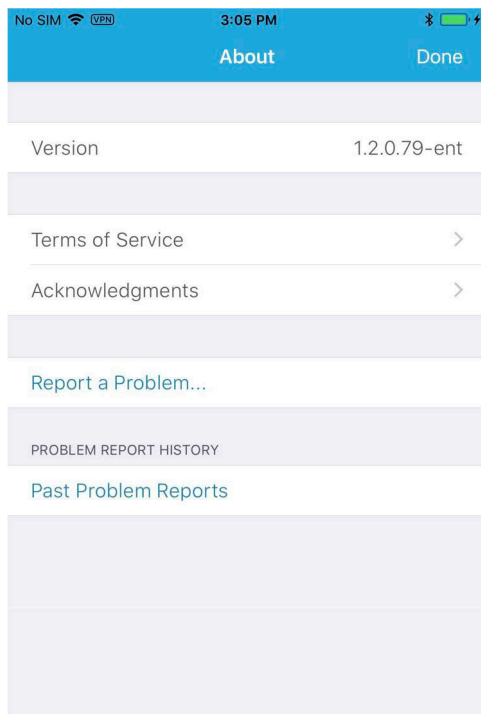 No SIM VPN 3:05 PM
About Done
Version 1.2.0.79-ent
Terms of Service
Acknowledgments
Report a Problem...
PROBLEM REPORT HISTORY
Past Problem Reports